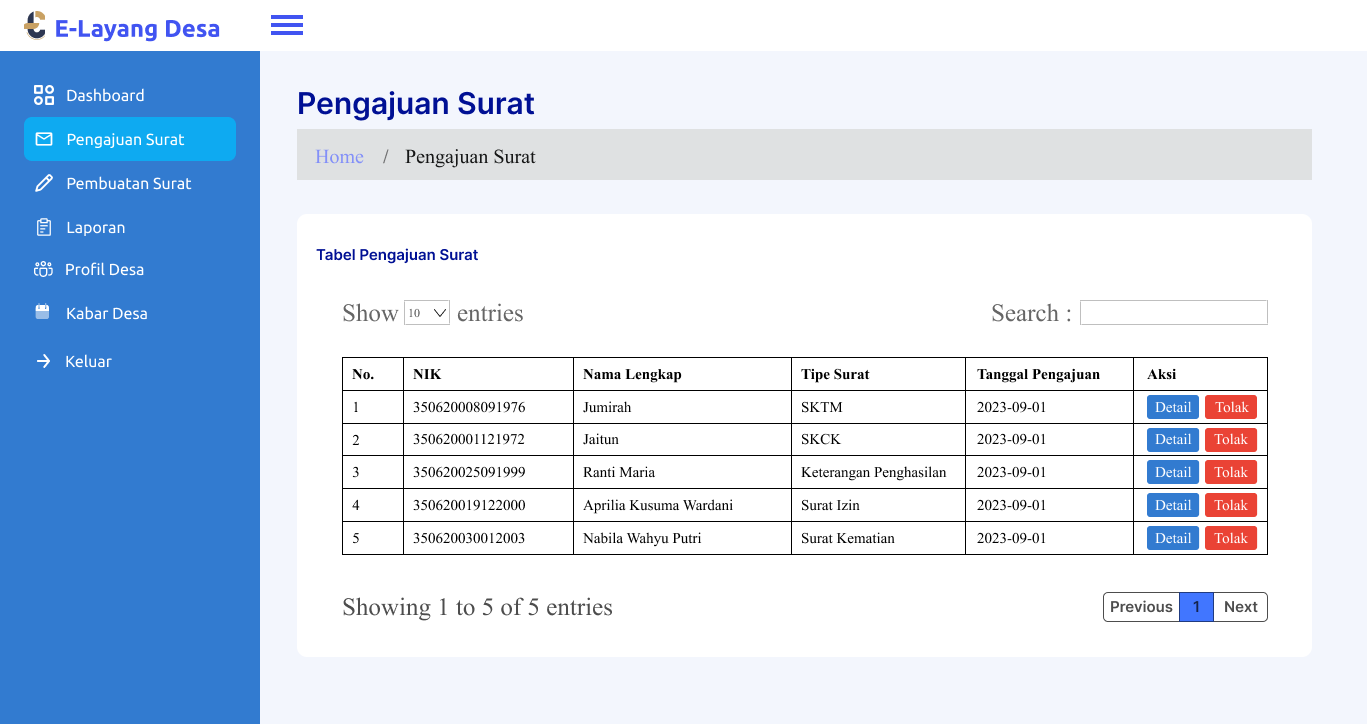 E-Layang Desa
Dashboard
Pengajuan Surat
Pembuatan Surat
Laporan
Profil Desa
Kabar Desa
Keluar
Pengajuan Surat
Home / Pengajuan Surat
Tabel Pengajuan Surat
Show 10 entries
Search :
No. NIK Nama Lengkap Tipe Surat Tanggal Pengajuan Aksi
1 350620008091976 Jumirah SKTM 2023-09-01 Detail Tolak
2 350620001121972 Jaitun SKCK 2023-09-01 Detail Tolak
3 350620025091999 Ranti Maria Keterangan Penghasilan 2023-09-01 Detail Tolak
4 350620019122000 Aprilia Kusuma Wardani Surat Izin 2023-09-01 Detail Tolak
5 350620030012003 Nabila Wahyu Putri Surat Kematian 2023-09-01 Detail Tolak
Showing 1 to 5 of 5 entries
Previous 1 Next